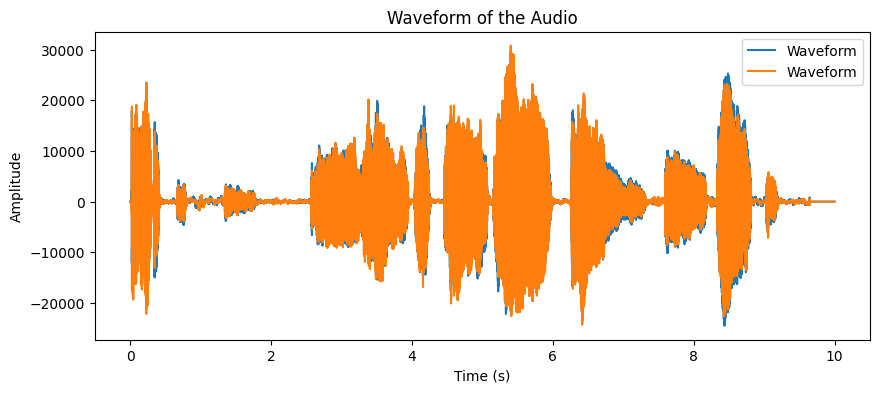 Waveform of the Audio
Waveform
Waveform
30000
20000
10000
0
−10000
−20000
Amplitude
0 2 4 6 8 10
Time (s)